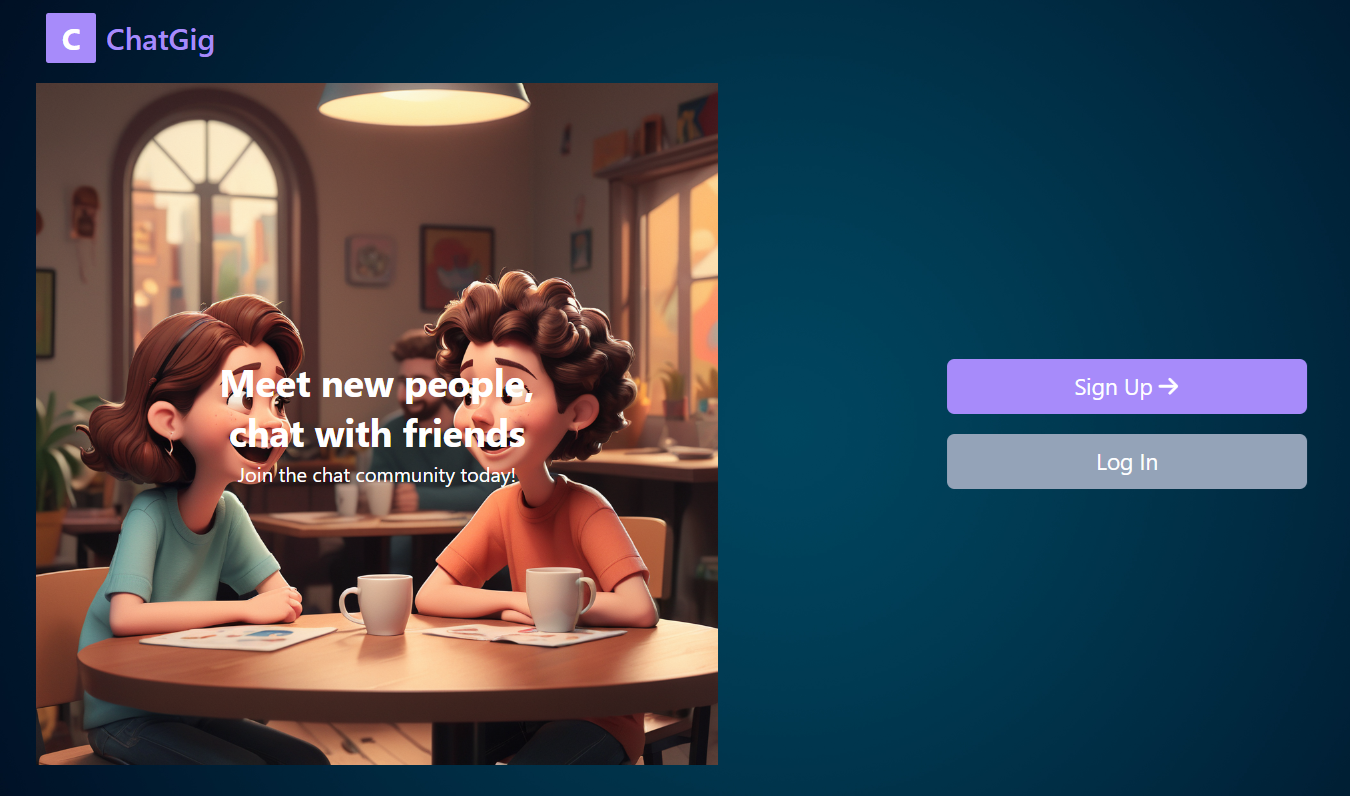 C ChatGig
Meet new people,
chat with friends
Join the chat community today!
Sign Up →
Log In